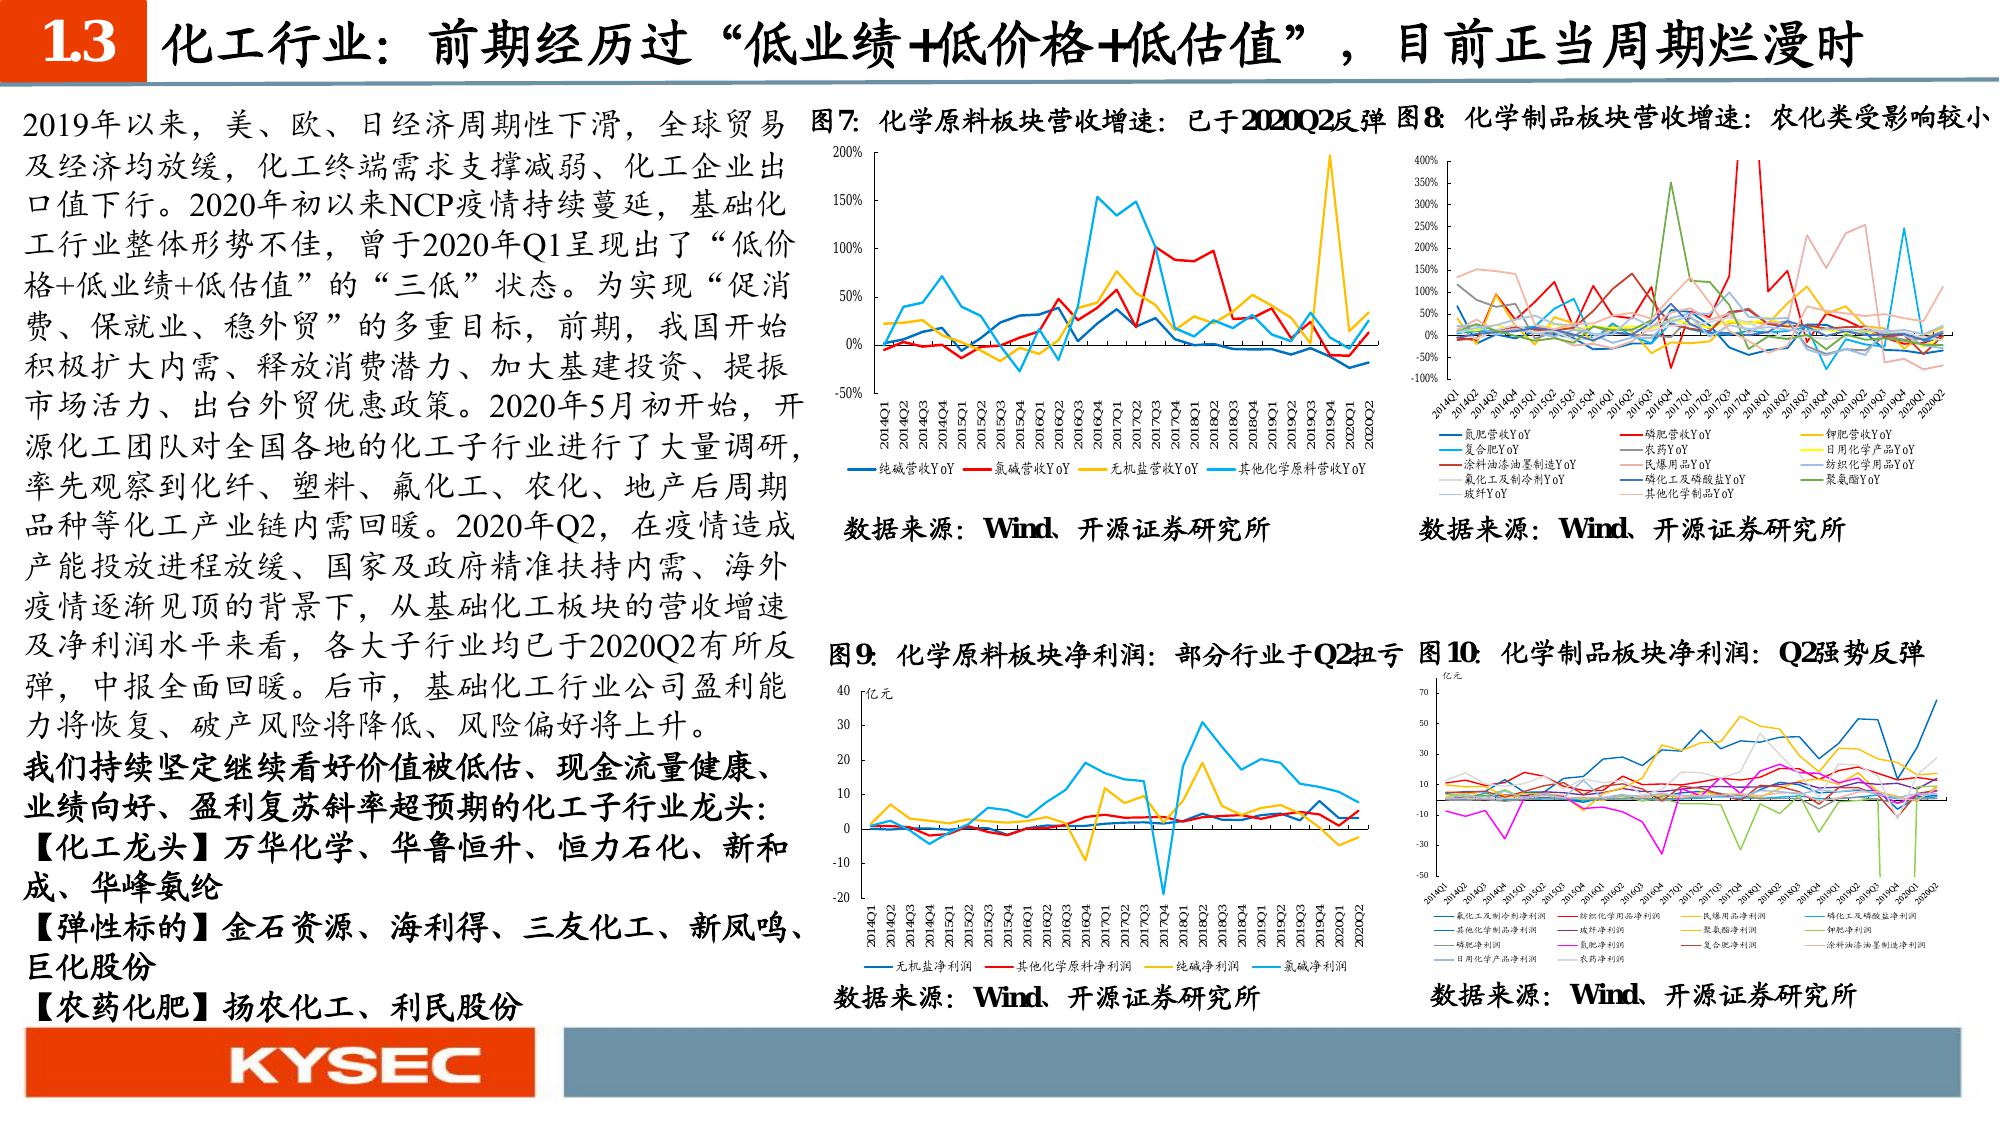 1.3
化工行业：前期经历过“低业绩+低价格+低估值”，目前正当周期烂漫时
2019年以来，美、欧、日经济周期性下滑，全球贸易
及经济均放缓，化工终端需求支撑减弱、化工企业出
口值下行。2020年初以来NCP疫情持续蔓延，基础化
工行业整体形势不佳，曾于2020年Q1呈现出了“低价
格+低业绩+低估值”的“三低”状态。为实现“促消
费、保就业、稳外贸”的多重目标，前期，我国开始
积极扩大内需、释放消费潜力、加大基建投资、提振
市场活力、出台外贸优惠政策。2020年5月初开始，开
源化工团队对全国各地的化工子行业进行了大量调研，
率先观察到化纤、塑料、氟化工、农化、地产后周期
品种等化工产业链内需回暖。2020年Q2，在疫情造成
产能投放进程放缓、国家及政府精准扶持内需、海外
疫情逐渐见顶的背景下，从基础化工板块的营收增速
及净利润水平来看，各大子行业均已于2020Q2有所反
弹，中报全面回暖。后市，基础化工行业公司盈利能
力将恢复、破产风险将降低、风险偏好将上升。
我们持续坚定继续看好价值被低估、现金流量健康、
业绩向好、盈利复苏斜率超预期的化工子行业龙头：
【化工龙头】万华化学、华鲁恒升、恒力石化、新和
成、华峰氨纶
【弹性标的】金石资源、海利得、三友化工、新凤鸣、
巨化股份
【农药化肥】扬农化工、利民股份
图7：化学原料板块营收增速：已于2020Q2反弹
200%
150%
100%
50%
0%
-50%
2014Q1 2014Q2 2014Q3 2014Q4 2015Q1 2015Q2 2015Q3 2015Q4 2016Q1 2016Q2 2016Q3 2016Q4 2017Q1 2017Q2 2017Q3 2017Q4 2018Q1 2018Q2 2018Q3 2018Q4 2019Q1 2019Q2 2019Q3 2019Q4 2020Q1 2020Q2
纯碱营收YoY 氯碱营收YoY 无机盐营收YoY 其他化学原料营收YoY
数据来源：Wind、开源证券研究所
图8：化学制品板块营收增速：农化类受影响较小
400%
350%
300%
250%
200%
150%
100%
50%
0%
-50%
-100%
2014Q1 2014Q2 2014Q3 2014Q4 2015Q1 2015Q2 2015Q3 2015Q4 2016Q1 2016Q2 2016Q3 2016Q4 2017Q1 2017Q2 2017Q3 2017Q4 2018Q1 2018Q2 2018Q3 2018Q4 2019Q1 2019Q2 2019Q3 2019Q4 2020Q1 2020Q2
氮肥营收YoY 磷肥营收YoY 钾肥营收YoY
复合肥YoY 农药YoY 日用化学产品YoY
涂料油漆油墨制造YoY 民爆用品YoY 纺织化学用品YoY
氟化工及制冷剂YoY 磷化工及磷酸盐YoY 聚氨酯YoY
玻纤YoY 其他化学制品YoY
数据来源：Wind、开源证券研究所
图9：化学原料板块净利润：部分行业于Q2扭亏
亿元
40
30
20
10
0
-10
-20
2014Q1 2014Q2 2014Q3 2014Q4 2015Q1 2015Q2 2015Q3 2015Q4 2016Q1 2016Q2 2016Q3 2016Q4 2017Q1 2017Q2 2017Q3 2017Q4 2018Q1 2018Q2 2018Q3 2018Q4 2019Q1 2019Q2 2019Q3 2019Q4 2020Q1 2020Q2
无机盐净利润 其他化学原料净利润 纯碱净利润 氯碱净利润
数据来源：Wind、开源证券研究所
图10：化学制品板块净利润：Q2强势反弹
亿元
70
50
30
10
-10
-30
-50
2014Q1 2014Q2 2014Q3 2014Q4 2015Q1 2015Q2 2015Q3 2015Q4 2016Q1 2016Q2 2016Q3 2016Q4 2017Q1 2017Q2 2017Q3 2017Q4 2018Q1 2018Q2 2018Q3 2018Q4 2019Q1 2019Q2 2019Q3 2019Q4 2020Q1 2020Q2
氟化工及制冷剂净利润 纺织化学用品净利润 民爆用品净利润 磷化工及磷酸盐净利润
其他化学制品净利润 玻纤净利润 聚氨酯净利润 钾肥净利润
磷肥净利润 氮肥净利润 复合肥净利润 涂料油漆油墨制造净利润
日用化学产品净利润 农药净利润
数据来源：Wind、开源证券研究所
KYSEC